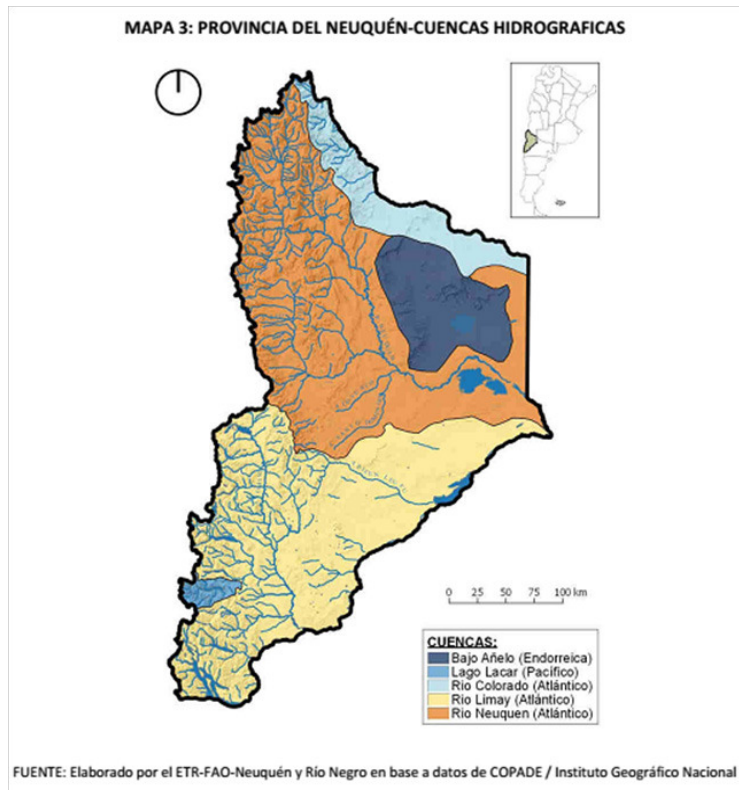 MAPA 3: PROVINCIA DEL NEUQUÉN-CUENCAS HIDROGRAFICAS
0 25 50 75 100 km
CUENCAS:
Bajo Añelo (Endorreica)
Lago Lacar (Pacífico)
Río Colorado (Atlántico)
Río Limay (Atlántico)
Río Neuquen (Atlántico)
FUENTE: Elaborado por el ETR-FAO-Neuquén y Río Negro en base a datos de COPADE / Instituto Geográfico Nacional